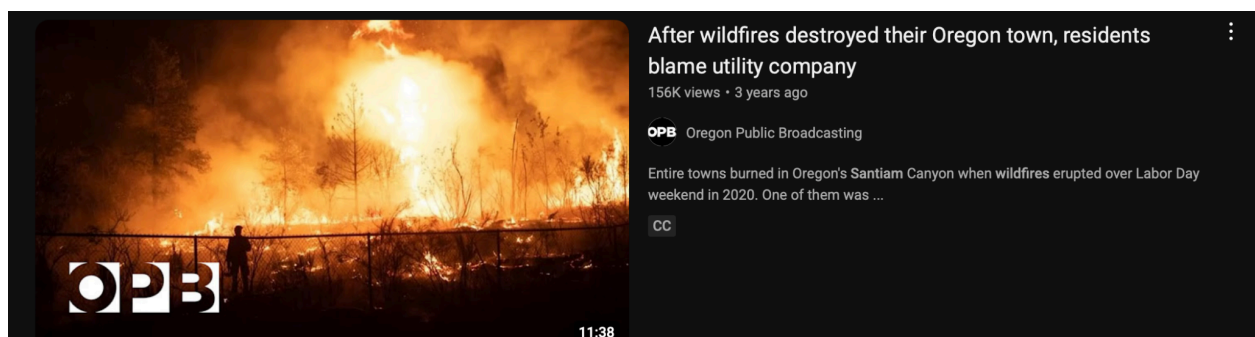 After wildfires destroyed their Oregon town, residents
blame utility company
156K views • 3 years ago
OPB Oregon Public Broadcasting
Entire towns burned in Oregon's Santiam Canyon when wildfires erupted over Labor Day
weekend in 2020. One of them was ...
CC
OPB
11:38